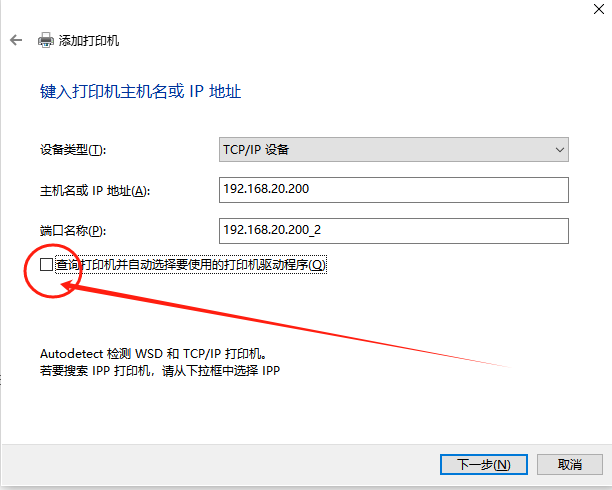 添加打印机
键入打印机主机名或 IP 地址
设备类型(T):
TCP/IP 设备
主机名或 IP 地址(A):
192.168.20.200
端口名称(P):
192.168.20.200_2
查询打印机并自动选择要使用的打印机驱动程序(Q)
Autodetect 检测 WSD 和 TCP/IP 打印机。
若要搜索 IPP 打印机，请从下拉框中选择 IPP
下一步(N)
取消